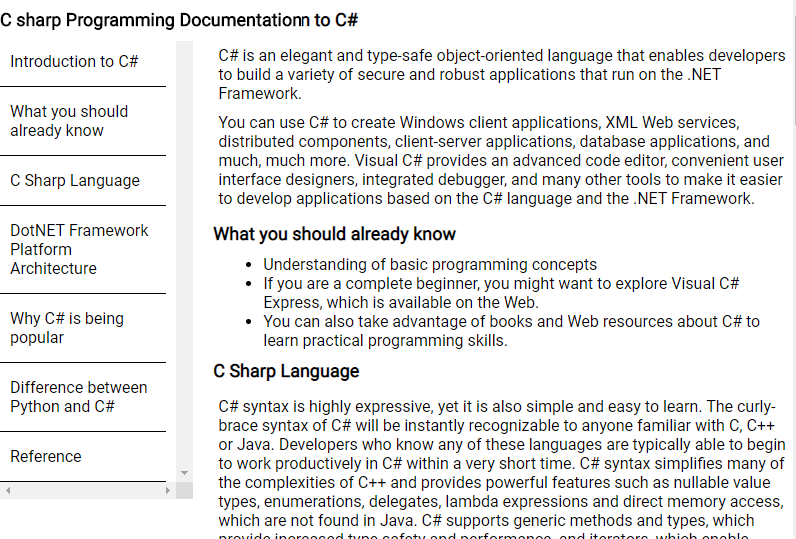 C sharp Programming Documentationn to C#
Introduction to C#
What you should
already know
C Sharp Language
DotNET Framework
Platform
Architecture
Why C# is being
popular
Difference between
Python and C#
Reference
C# is an elegant and type-safe object-oriented language that enables developers
to build a variety of secure and robust applications that run on the .NET
Framework.
You can use C# to create Windows client applications, XML Web services,
distributed components, client-server applications, database applications, and
much, much more. Visual C# provides an advanced code editor, convenient user
interface designers, integrated debugger, and many other tools to make it easier
to develop applications based on the C# language and the .NET Framework.
What you should already know
• Understanding of basic programming concepts
• If you are a complete beginner, you might want to explore Visual C#
Express, which is available on the Web.
• You can also take advantage of books and Web resources about C# to
learn practical programming skills.
C Sharp Language
C# syntax is highly expressive, yet it is also simple and easy to learn. The curly-
brace syntax of C# will be instantly recognizable to anyone familiar with C, C++
or Java. Developers who know any of these languages are typically able to begin
to work productively in C# within a very short time. C# syntax simplifies many of
the complexities of C++ and provides powerful features such as nullable value
types, enumerations, delegates, lambda expressions and direct memory access,
which are not found in Java. C# supports generic methods and types, which
provide increased type safety and performance, and iterators, which enable